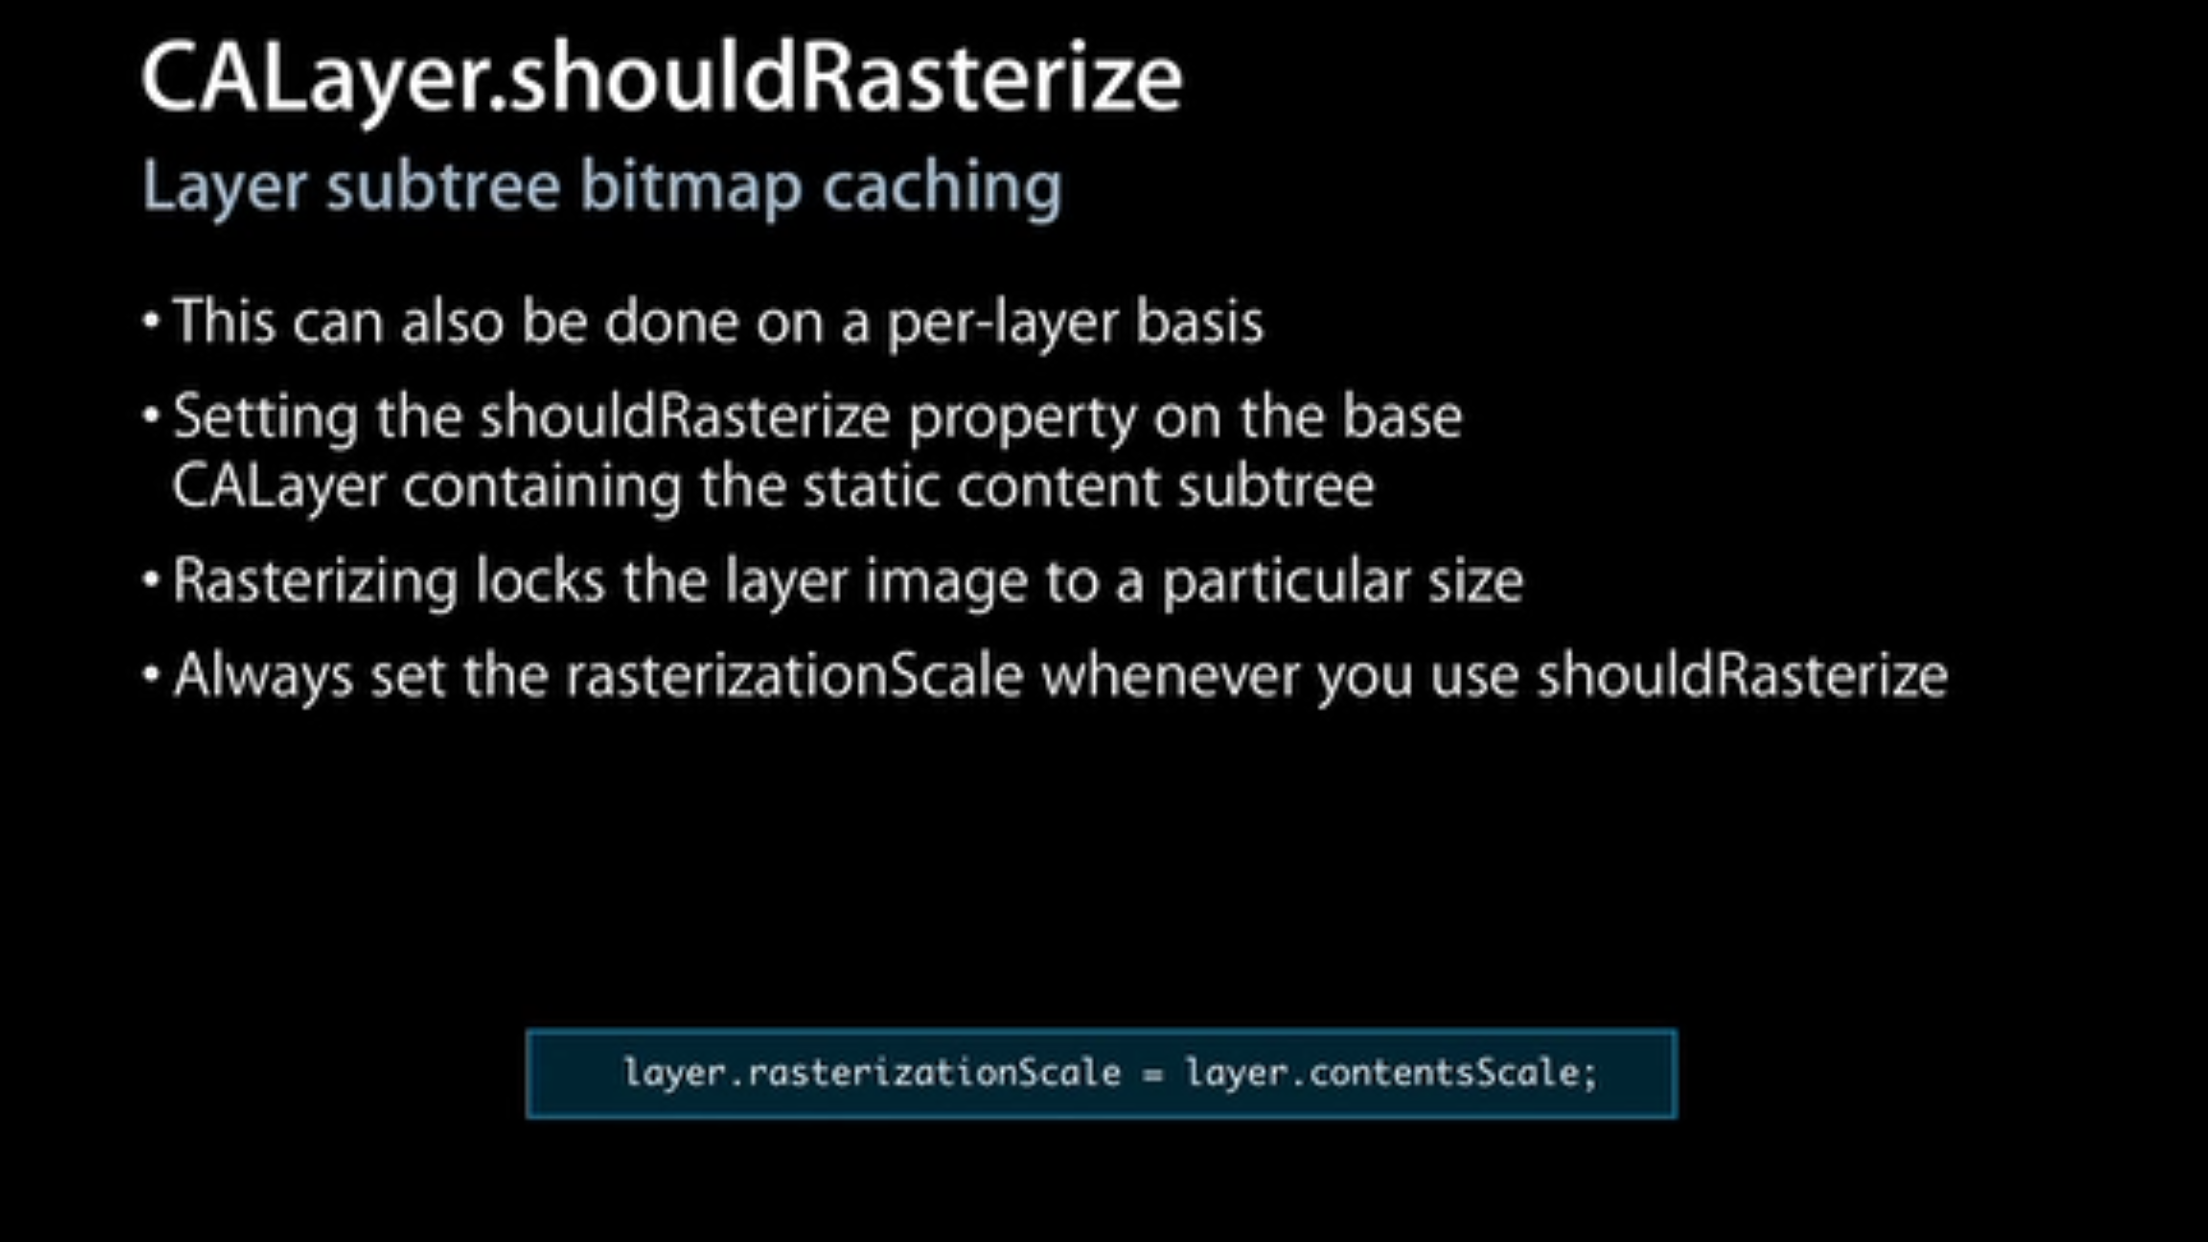 CALayer.shouldRasterize
Layer subtree bitmap caching
• This can also be done on a per-layer basis
• Setting the shouldRasterize property on the base
CALayer containing the static content subtree
• Rasterizing locks the layer image to a particular size
• Always set the rasterizationScale whenever you use shouldRasterize
layer.rasterizationScale = layer.contentsScale;